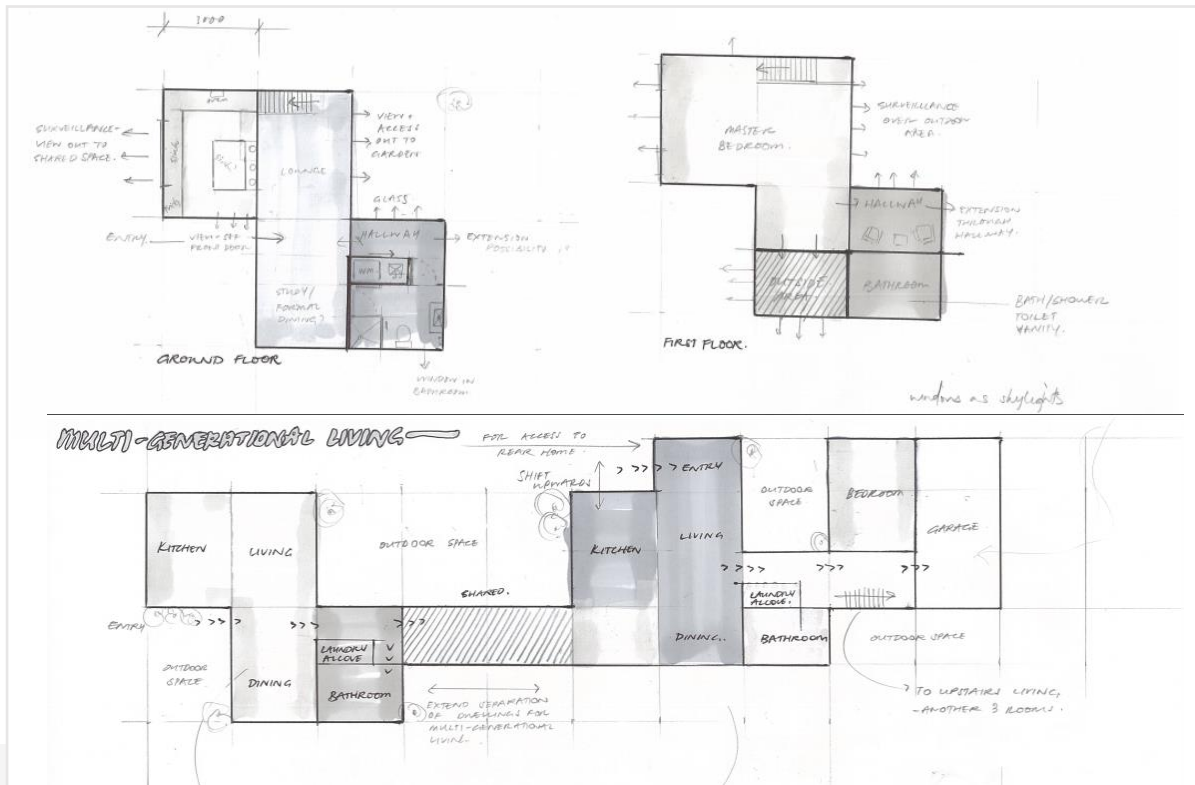 SURVEILLANCE-
VIEW OUT TO
SHARED SPACE.
OVEN
SINK
LOUNGE
VIEW +
ACCESS
OUT TO
GARDEN
GLASS
ENTRY
FRONT DOOR
HALLWAY
EXTENSION
POSSIBILITY
WM
STUDY/
FORMAL
DINING?
GROUND FLOOR
WINDOW IN
BATHROOM
MASTER
BEDROOM.
SURVEILLANCE
OVER OUTDOOR
AREA.
HALLWAY
EXTENSION
THROUGH
HALLWAY.
OUTSIDE
AREA
BATHROOM
BATH/SHOWER
TOILET
VANITY.
FIRST FLOOR.
windows as skylights
MULTI-GENERATIONAL LIVING
FOR ACCESS TO
REAR HOME.
SHIFT
UPWARDS
ENTRY
KITCHEN
LIVING
OUTDOOR SPACE
SHARED.
KITCHEN
LIVING
OUTDOOR
SPACE
BEDROOM
GARAGE
ENTRY
LAUNDRY
ALCOVE
LAUNDRY
ALCOVE.
OUTDOOR
SPACE
DINING
BATHROOM
DINING..
BATHROOM
OUTDOOR SPACE
EXTEND SEPARATION
OF DWELLINGS FOR
MULTI-GENERATIONAL
LIVING.
TO UPSTAIRS LIVING,
-ANOTHER 3 ROOMS.